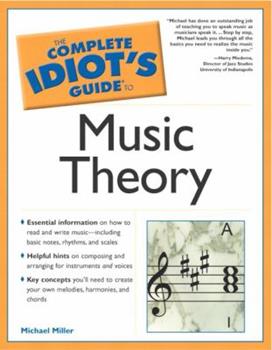 "Michael has done an outstanding job
of teaching you to speak music as
musicians speak it. . . Step by step,
Michael leads you through all the
basics you need to realize the music
inside you!"
—Harry Miedema,
Director of Jazz Studies
University of Indianapolis
THE
COMPLETE
IDIOT'S
GUIDE TO
Music
Theory
Essential information on how
to read and write music—including
basic notes, rhythms, and scales
Helpful hints on composing and
arranging for instruments and voices
Key concepts you'll need to create
your own melodies, harmonies, and
chords
Michael Miller
A
I